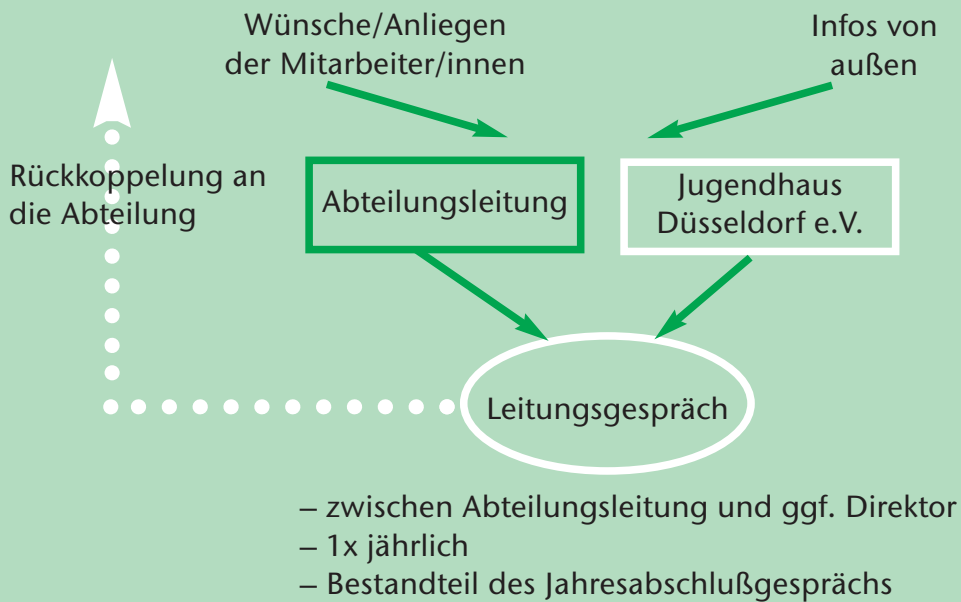 Wünsche/Anliegen
der Mitarbeiter/innen
Infos von
außen
Rückkoppelung an
die Abteilung
Abteilungsleitung
Jugendhaus
Düsseldorf e.V.
Leitungsgespräch
– zwischen Abteilungsleitung und ggf. Direktor
– 1x jährlich
– Bestandteil des Jahresabschlußgesprächs